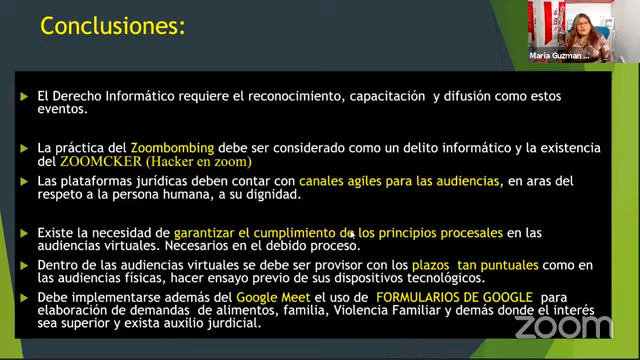 Conclusiones:
Maria Guzman ...
El Derecho Informático requiere el reconocimiento, capacitación y difusión como estos
eventos.
La práctica del Zoombombing debe ser considerado como un delito informático y la existencia
del ZOOMCKER (Hacker en zoom)
Las plataformas jurídicas deben contar con canales agiles para las audiencias, en aras del
respeto a la persona humana, a su dignidad.
Existe la necesidad de garantizar el cumplimiento de los principios procesales en las
audiencias virtuales. Necesarios en el debido proceso.
Dentro de las audiencias virtuales se debe ser provisor con los plazos tan puntuales como en
las audiencias físicas, hacer ensayo previo de sus dispositivos tecnológicos.
Debe implementarse además del Google Meet el uso de FORMULARIOS DE GOOGLE para
elaboración de demandas de alimentos, familia, Violencia Familiar y demás donde el interés
sea superior y exista auxilio jurdicial.
zoom